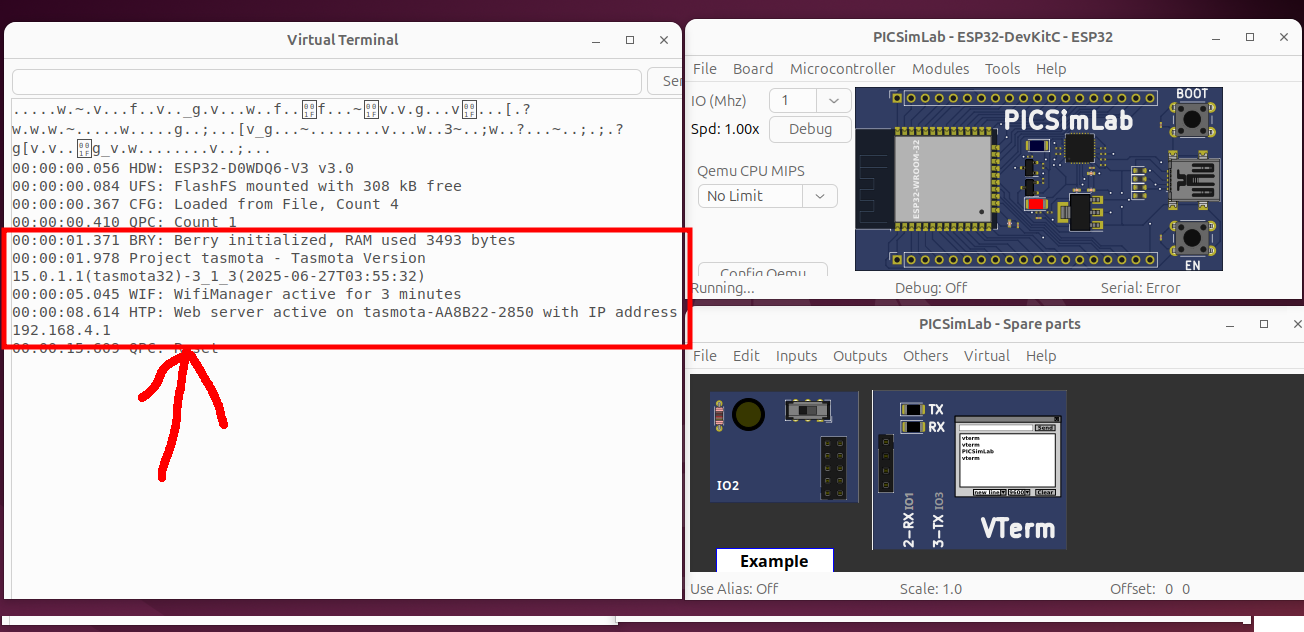 Virtual Terminal
Send
.....w.~.v...f..v.._g.v...w..f..f...~v.v.g...v...[.?
w.w.w.~.....w.....g..;...[v_g...~........v...w..3~..;w..?...~..;.;.?
g[v.v..g_v.w........v..;...
00:00:00.056 HDW: ESP32-D0WDQ6-V3 v3.0
00:00:00.084 UFS: FlashFS mounted with 308 kB free
00:00:00.367 CFG: Loaded from File, Count 4
00:00:00.410 QPC: Count 1
00:00:01.371 BRY: Berry initialized, RAM used 3493 bytes
00:00:01.978 Project tasmota - Tasmota Version
15.0.1.1(tasmota32)-3_1_3(2025-06-27T03:55:32)
00:00:05.045 WIF: WifiManager active for 3 minutes
00:00:08.614 HTP: Web server active on tasmota-AA8B22-2850 with IP address
192.168.4.1
00:00:15.609 QPC: Reset
PICSimLab - ESP32-DevKitC - ESP32
File Board Microcontroller Modules Tools Help
IO (Mhz) 1
Spd: 1.00x Debug
Qemu CPU MIPS
No Limit
Config Qemu
BOOT
PICSimLab
ESP32-WROOM-32
EN
Running... Debug: Off Serial: Error
PICSimLab - Spare parts
File Edit Inputs Outputs Others Virtual Help
IO2
TX
RX
Send
vterm
vterm
PICSimLab
vterm
new line Clear
2-RX IO1
3-TX IO3
VTerm
Example
Use Alias: Off Scale: 1.0 Offset: 0 0